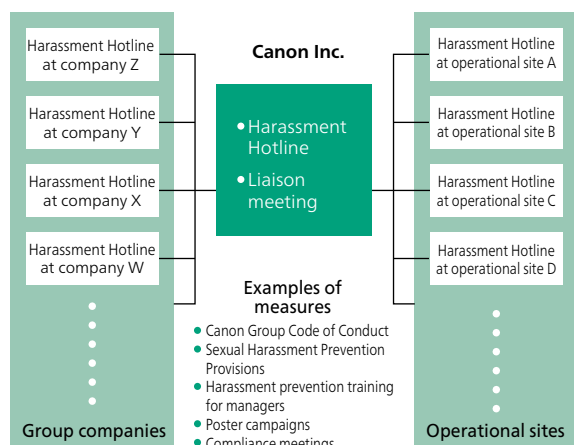 Harassment Hotline
at company Z
Harassment Hotline
at company Y
Harassment Hotline
at company X
Harassment Hotline
at company W
Group companies
Canon Inc.
• Harassment
Hotline
• Liaison
meeting
Examples of
measures
• Canon Group Code of Conduct
• Sexual Harassment Prevention
Provisions
• Harassment prevention training
for managers
• Poster campaigns
• Compliance meetings
Harassment Hotline
at operational site A
Harassment Hotline
at operational site B
Harassment Hotline
at operational site C
Harassment Hotline
at operational site D
Operational sites